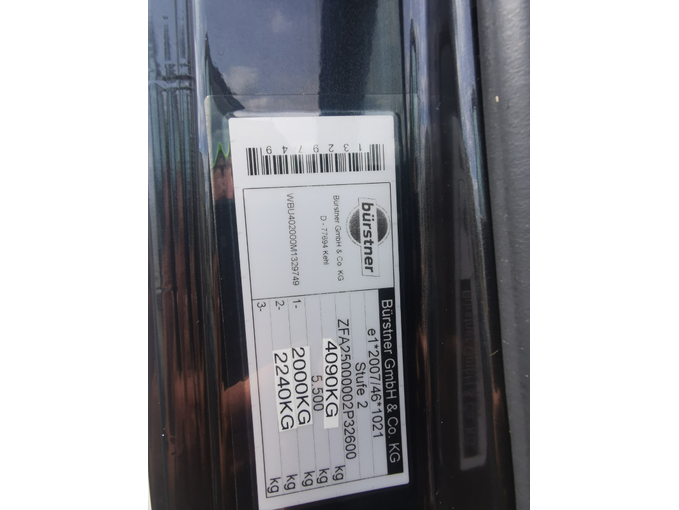 1329749
bürstner
Bürstner GmbH & Co. KG
D - 77694 Kehl
WBU402000M1329749
Bürstner GmbH & Co. KG
e1*2007/46*1021
Stufe 2
ZFA25000002P32600
4090KG kg
5.500 kg
1- 2000KG kg
2- 2240KG kg
3- kg